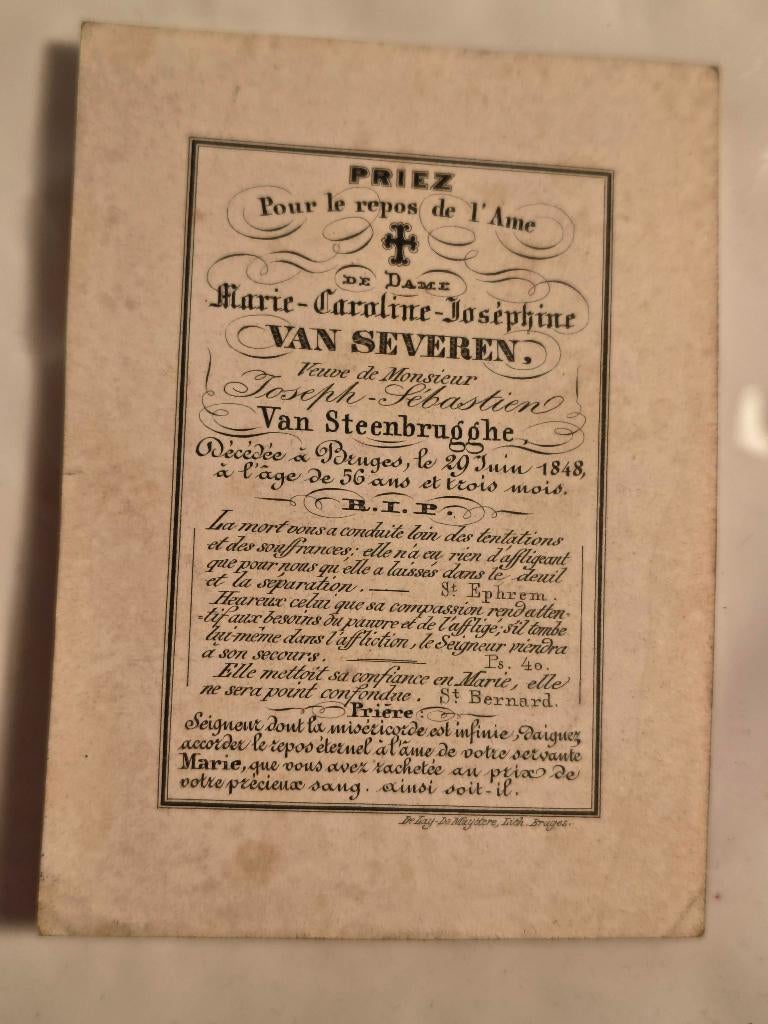 PRIEZ
Pour le repos de l'Ame
DE DAME
Marie-Caroline-Joséphine
VAN SEVEREN,
Veuve de Monsieur
Joseph-Sébastien
Van Steenbrugghe,
Décédée à Bruges, le 29 Juin 1848,
à l'âge de 56 ans et trois mois.
R.I.P.
La mort vous a conduite loin des tentations
et des souffrances; elle n'a eu rien d'affligeant
que pour nous qu'elle a laissés dans le deuil
et la séparation. — St Ephrem.
Heureux celui que sa compassion rend atten-
-tif aux besoins du pauvre et de l'affligé; s'il tombe
lui-même dans l'affliction, le Seigneur viendra
à son secours. — Ps. 40.
Elle mettoit sa confiance en Marie, elle
ne sera point confondue. St Bernard.
Prière.
Seigneur dont la miséricorde est infinie, daignez
accorder le repos éternel à l'âme de votre servante
Marie, que vous avez rachetée au prix de
votre précieux sang. ainsi soit-il.
De Lay-De Muyttere, Lith. Bruges.